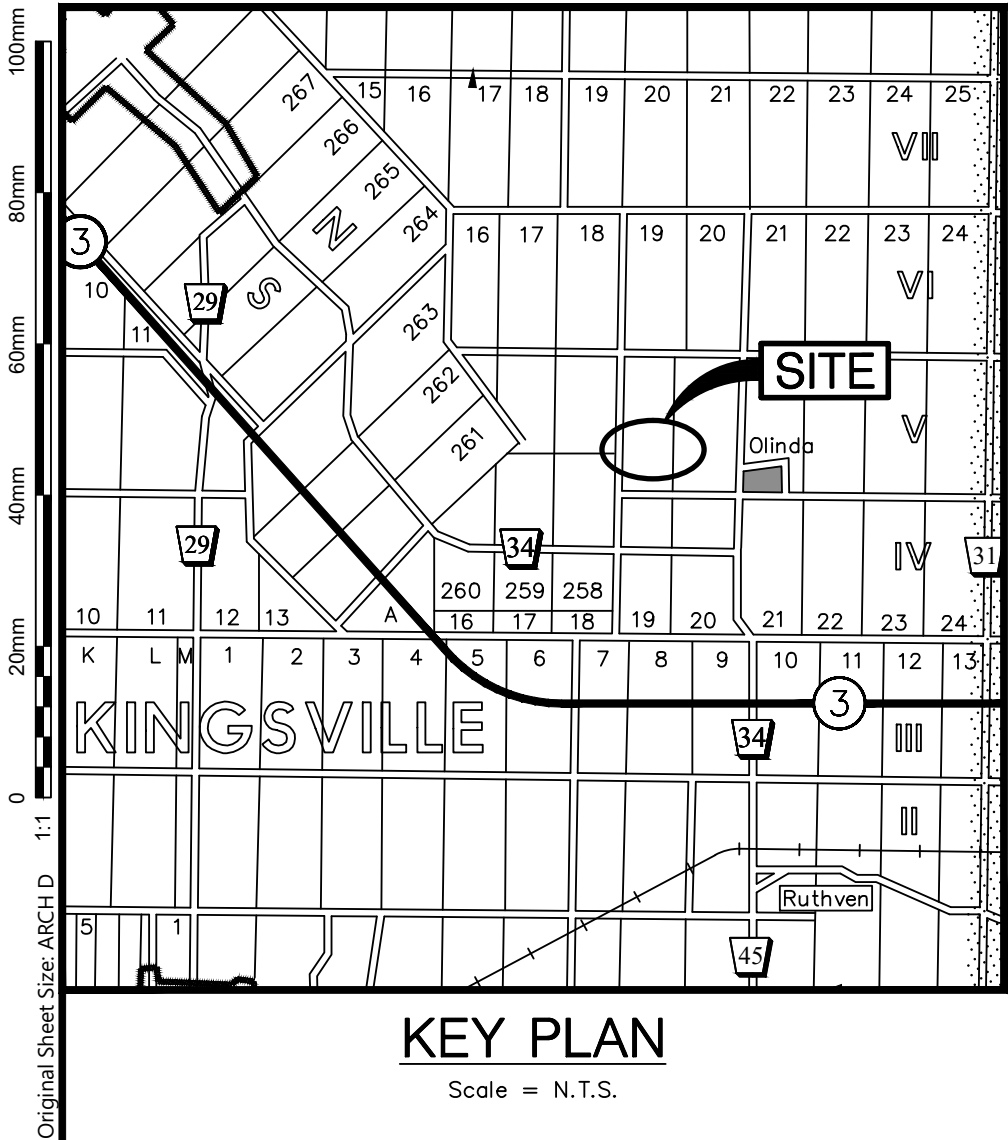 15 16 17 18 19 20 21 22 23 24 25
267
266
265
264
VII
3
N
S
16 17 18 19 20 21 22 23 24
10
29
VI
11
263
262
261
SITE
V
Olinda
29
34
IV
31
260 259 258
10 11 12 13 A 16 17 18 19 20 21 22 23 24
K L M 1 2 3 4 5 6 7 8 9 10 11 12 13
KINGSVILLE
3
34
III
II
Ruthven
5 1
45
KEY PLAN
Scale = N.T.S.
Original Sheet Size: ARCH D 1:1 0 20mm 40mm 60mm 80mm 100mm